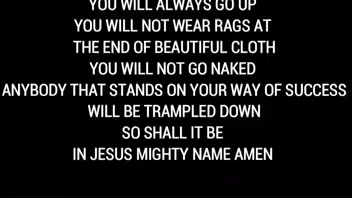 YOU WILL ALWAYS GO UP
YOU WILL NOT WEAR RAGS AT
THE END OF BEAUTIFUL CLOTH
YOU WILL NOT GO NAKED
ANYBODY THAT STANDS ON YOUR WAY OF SUCCESS
WILL BE TRAMPLED DOWN
SO SHALL IT BE
IN JESUS MIGHTY NAME AMEN